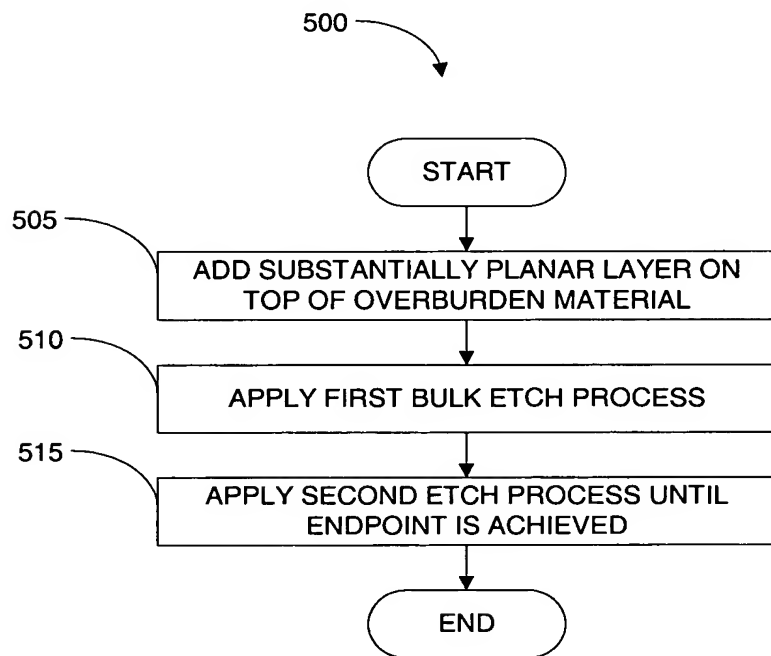 500
START
505
ADD SUBSTANTIALLY PLANAR LAYER ON
TOP OF OVERBURDEN MATERIAL
510
APPLY FIRST BULK ETCH PROCESS
515
APPLY SECOND ETCH PROCESS UNTIL
ENDPOINT IS ACHIEVED
END